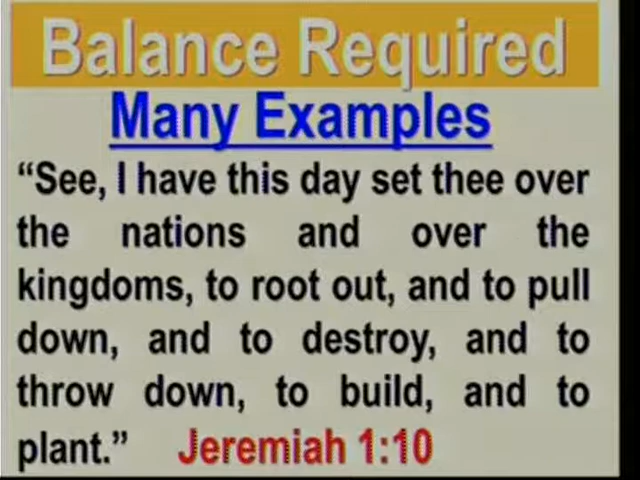 Balance Required
Many Examples
“See, I have this day set thee over
the nations and over the
kingdoms, to root out, and to pull
down, and to destroy, and to
throw down, to build, and to
plant.” Jeremiah 1:10